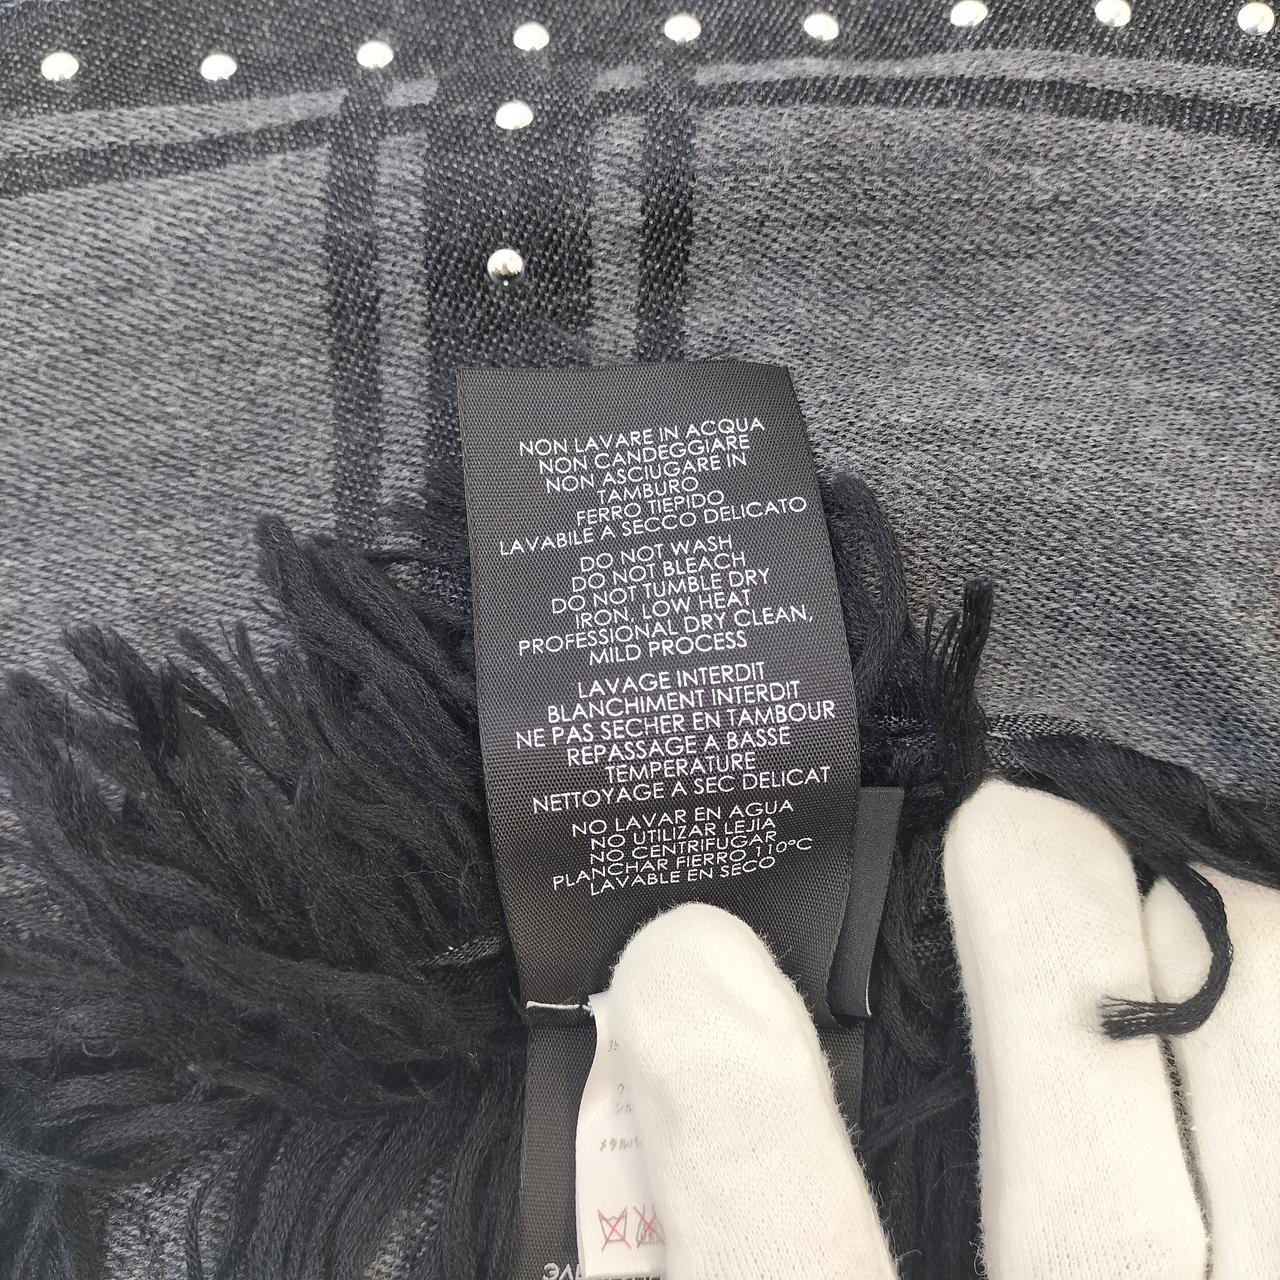 NON LAVARE IN ACQUA
NON CANDEGGIARE
NON ASCIUGARE IN
TAMBURO
FERRO TIEPIDO
LAVABILE A SECCO DELICATO
DO NOT WASH
DO NOT BLEACH
DO NOT TUMBLE DRY
IRON, LOW HEAT
PROFESSIONAL DRY CLEAN,
MILD PROCESS
LAVAGE INTERDIT
BLANCHIMENT INTERDIT
NE PAS SECHER EN TAMBOUR
REPASSAGE A BASSE
TEMPERATURE
NETTOYAGE A SEC DELICAT
NO LAVAR EN AGUA
NO UTILIZAR LEJIA
NO CENTRIFUGAR
PLANCHAR FIERRO 110°C
LAVABLE EN SECO